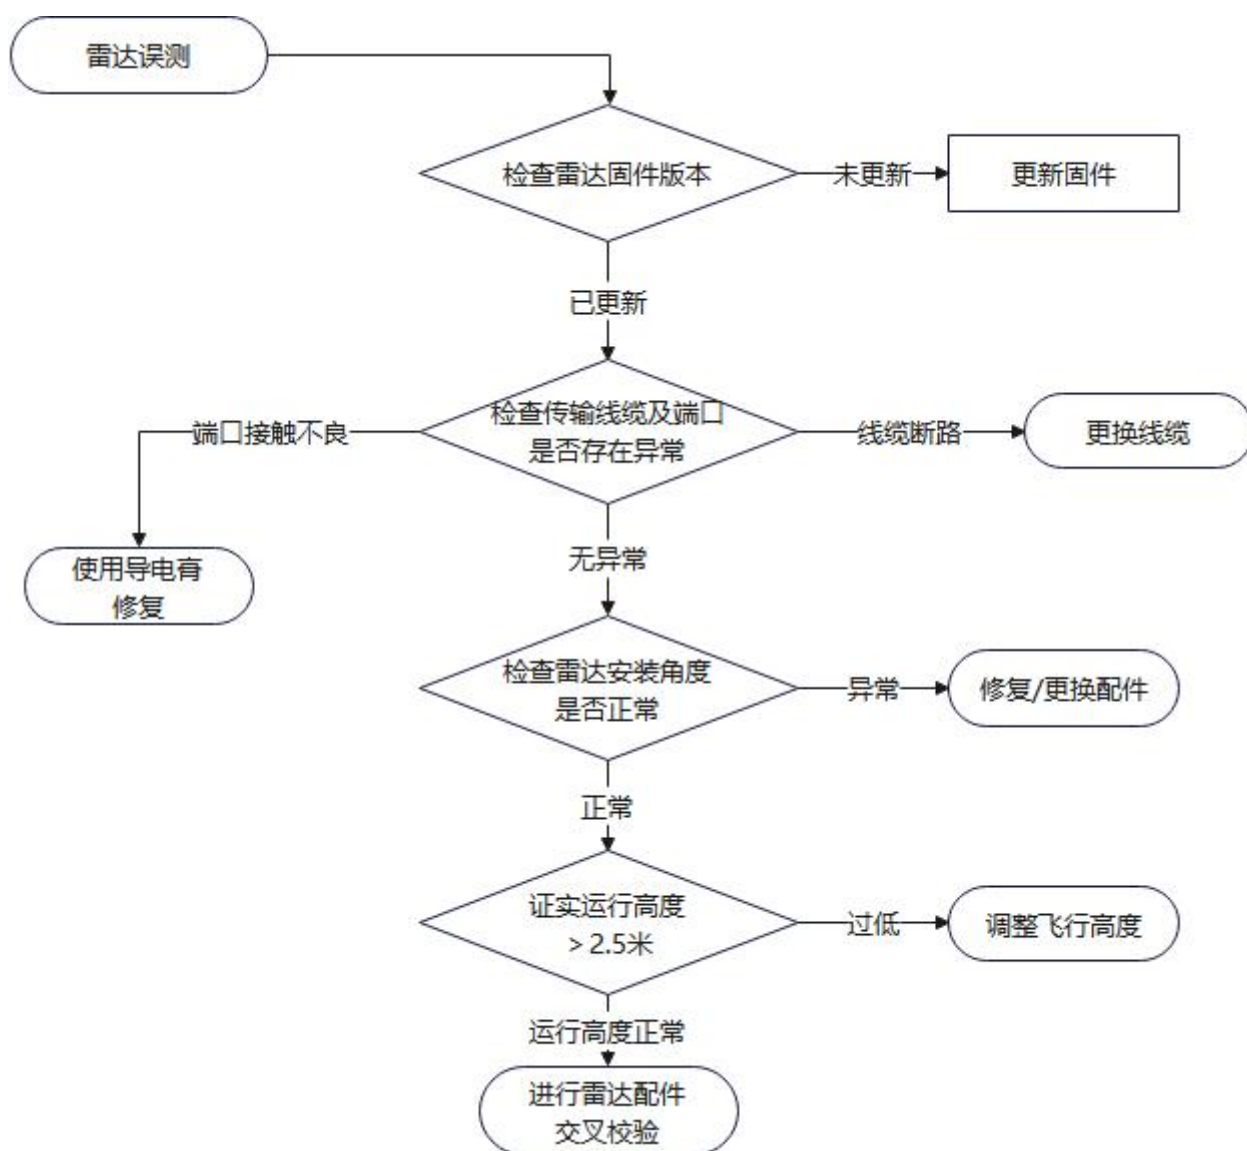 雷达误测
检查雷达固件版本
未更新
更新固件
已更新
检查传输线缆及端口
是否存在异常
端口接触不良
线缆断路
更换线缆
使用导电膏
修复
无异常
检查雷达安装角度
是否正常
异常
修复/更换配件
正常
证实运行高度
＞2.5米
过低
调整飞行高度
运行高度正常
进行雷达配件
交叉校验